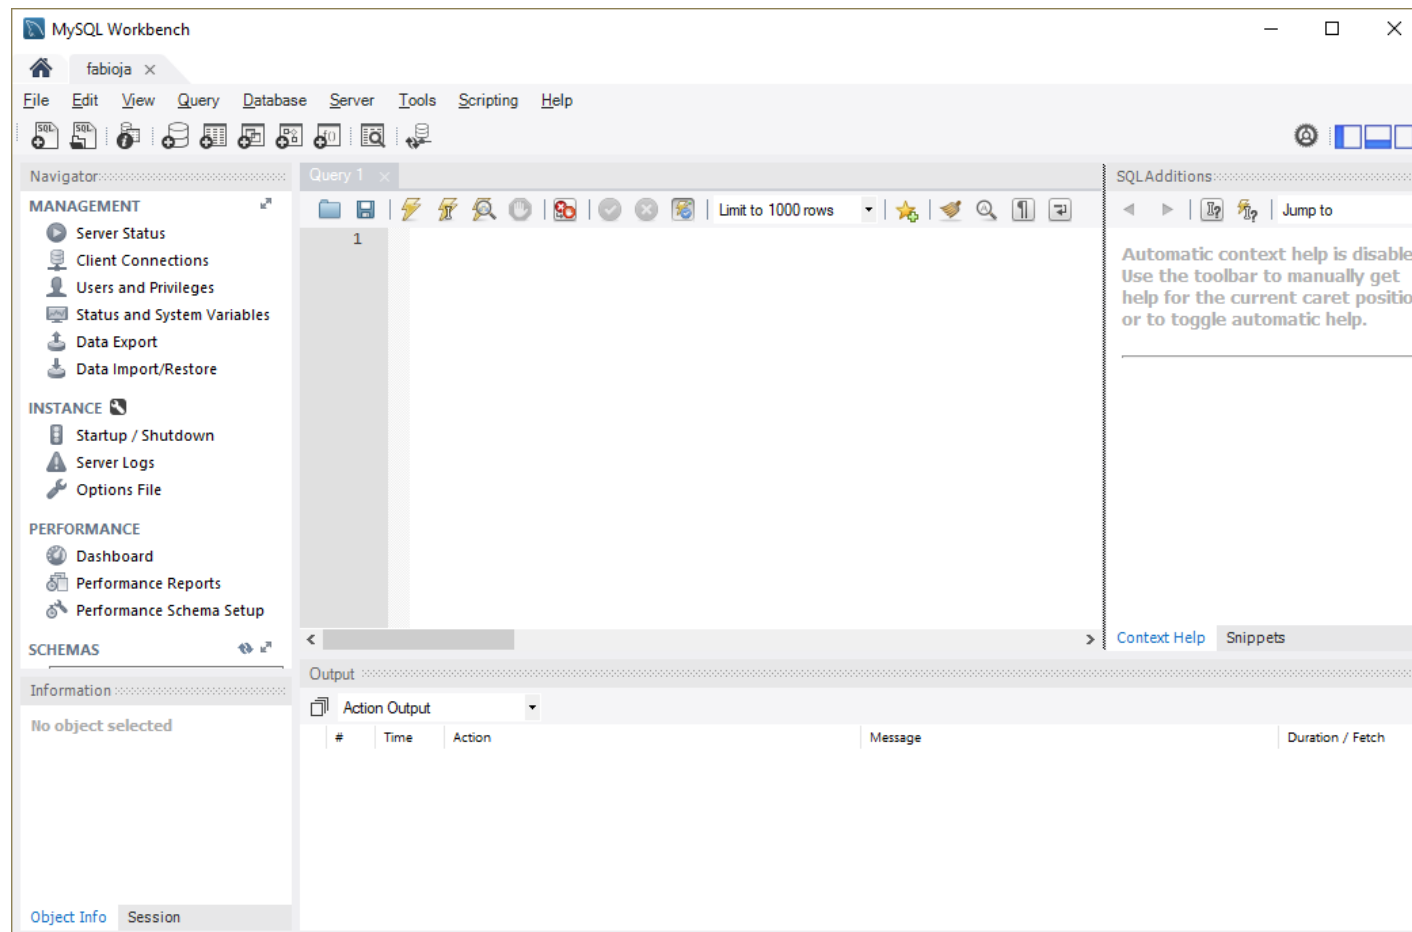 MySQL Workbench
fabioja
File Edit View Query Database Server Tools Scripting Help
Navigator
MANAGEMENT
Server Status
Client Connections
Users and Privileges
Status and System Variables
Data Export
Data Import/Restore
INSTANCE
Startup / Shutdown
Server Logs
Options File
PERFORMANCE
Dashboard
Performance Reports
Performance Schema Setup
SCHEMAS
Information
No object selected
Object Info Session
Query 1
Limit to 1000 rows
1
SQLAdditions
Jump to
Automatic context help is disable
Use the toolbar to manually get
help for the current caret positio
or to toggle automatic help.
Context Help Snippets
Output
Action Output
# Time Action Message Duration / Fetch